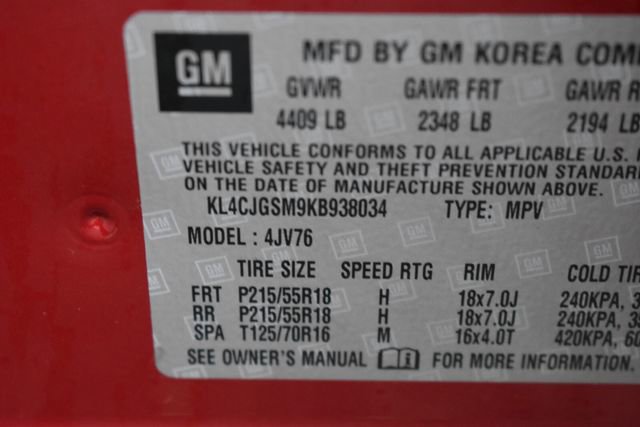 GM
MFD BY GM KOREA COM
GVWR GAWR FRT GAWR R
4409 LB 2348 LB 2194 LB
THIS VEHICLE CONFORMS TO ALL APPLICABLE U.S.
VEHICLE SAFETY AND THEFT PREVENTION STANDAR
ON THE DATE OF MANUFACTURE SHOWN ABOVE.
KL4CJGSM9KB938034 TYPE: MPV
MODEL : 4JV76
TIRE SIZE SPEED RTG RIM COLD TI
FRT P215/55R18 H 18x7.0J 240KPA, 3
RR P215/55R18 H 18x7.0J 240KPA, 3
SPA T125/70R16 M 16x4.0T 420KPA, 60
SEE OWNER'S MANUAL FOR MORE INFORMATION.